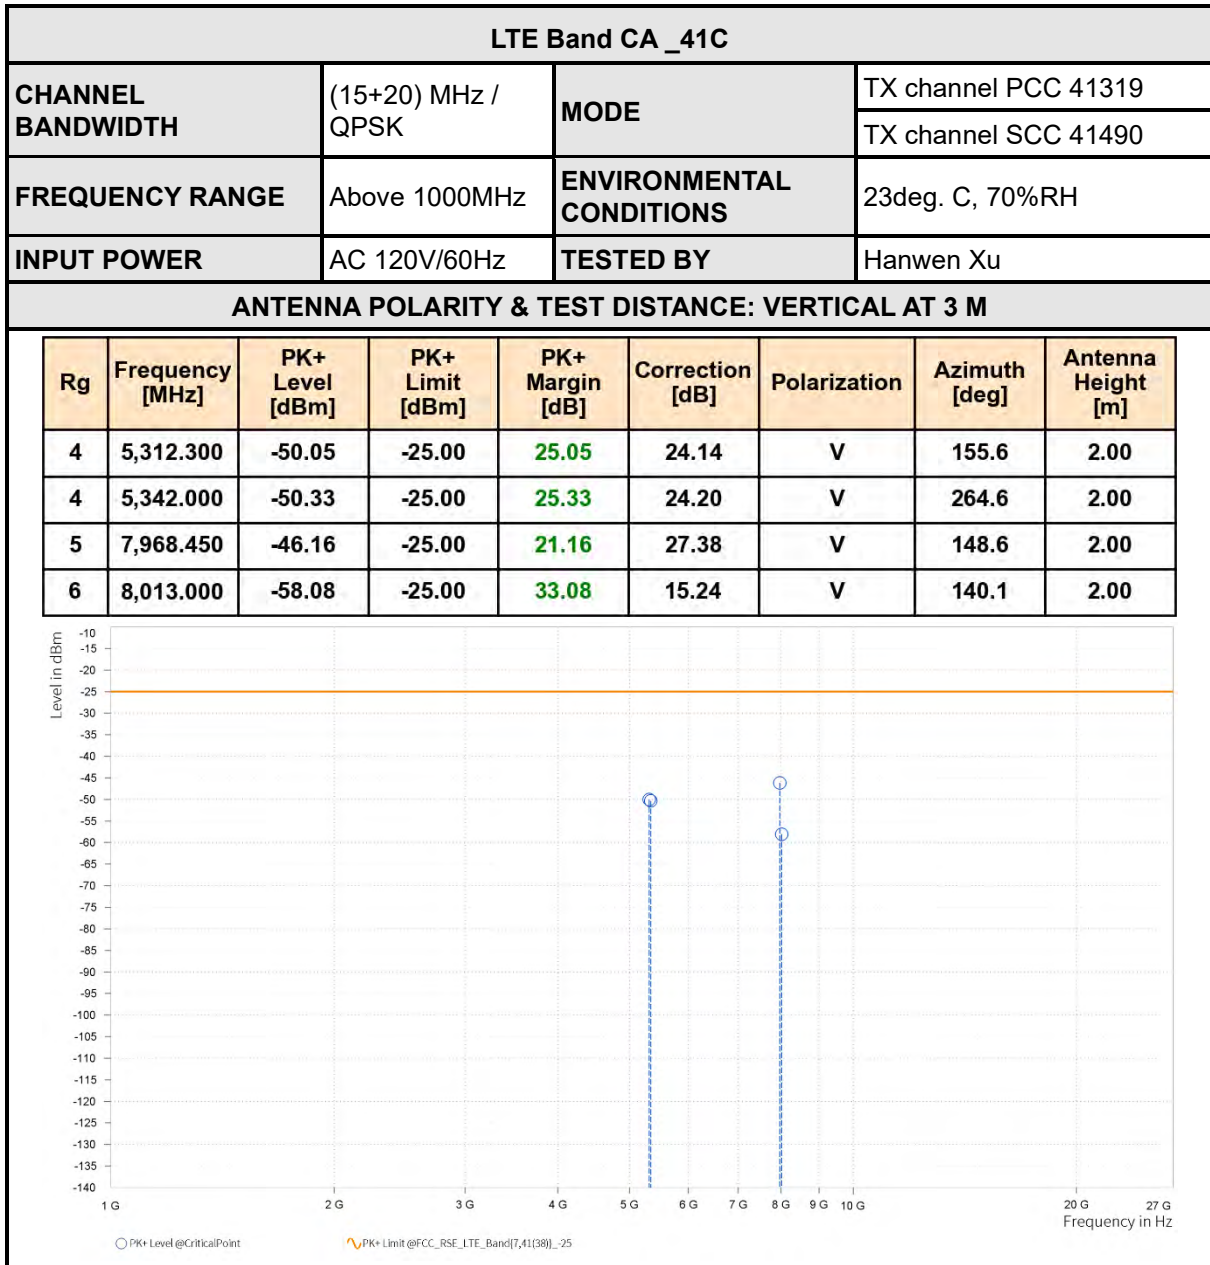 LTE Band CA _41C
CHANNEL BANDWIDTH
(15+20) MHz / QPSK
MODE
TX channel PCC 41319
TX channel SCC 41490
FREQUENCY RANGE
Above 1000MHz
ENVIRONMENTAL CONDITIONS
23deg. C, 70%RH
INPUT POWER
AC 120V/60Hz
TESTED BY
Hanwen Xu
ANTENNA POLARITY & TEST DISTANCE: VERTICAL AT 3 M
Rg Frequency [MHz] PK+ Level [dBm] PK+ Limit [dBm] PK+ Margin [dB] Correction [dB] Polarization Azimuth [deg] Antenna Height [m]
4 5,312.300 -50.05 -25.00 25.05 24.14 V 155.6 2.00
4 5,342.000 -50.33 -25.00 25.33 24.20 V 264.6 2.00
5 7,968.450 -46.16 -25.00 21.16 27.38 V 148.6 2.00
6 8,013.000 -58.08 -25.00 33.08 15.24 V 140.1 2.00
Level in dBm
-10
-15
-20
-25
-30
-35
-40
-45
-50
-55
-60
-65
-70
-75
-80
-85
-90
-95
-100
-105
-110
-115
-120
-125
-130
-135
-140
1 G 2 G 3 G 4 G 5 G 6 G 7 G 8 G 9 G 10 G 20 G 27 G
Frequency in Hz
PK+ Level @CriticalPoint
PK+ Limit @FCC_RSE_LTE_Band{7,41(38)}_-25